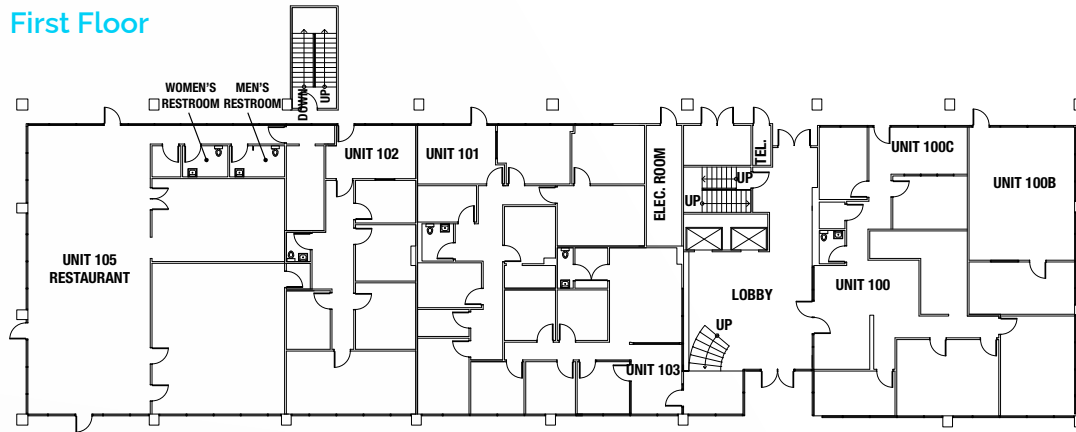 First Floor
WOMEN'S
RESTROOM
MEN'S
RESTROOM
DOWN
UP
UNIT 102
UNIT 101
ELEC. ROOM
TEL.
UP
UP
UNIT 100C
UNIT 100B
UNIT 105
RESTAURANT
LOBBY
UNIT 100
UP
UNIT 103